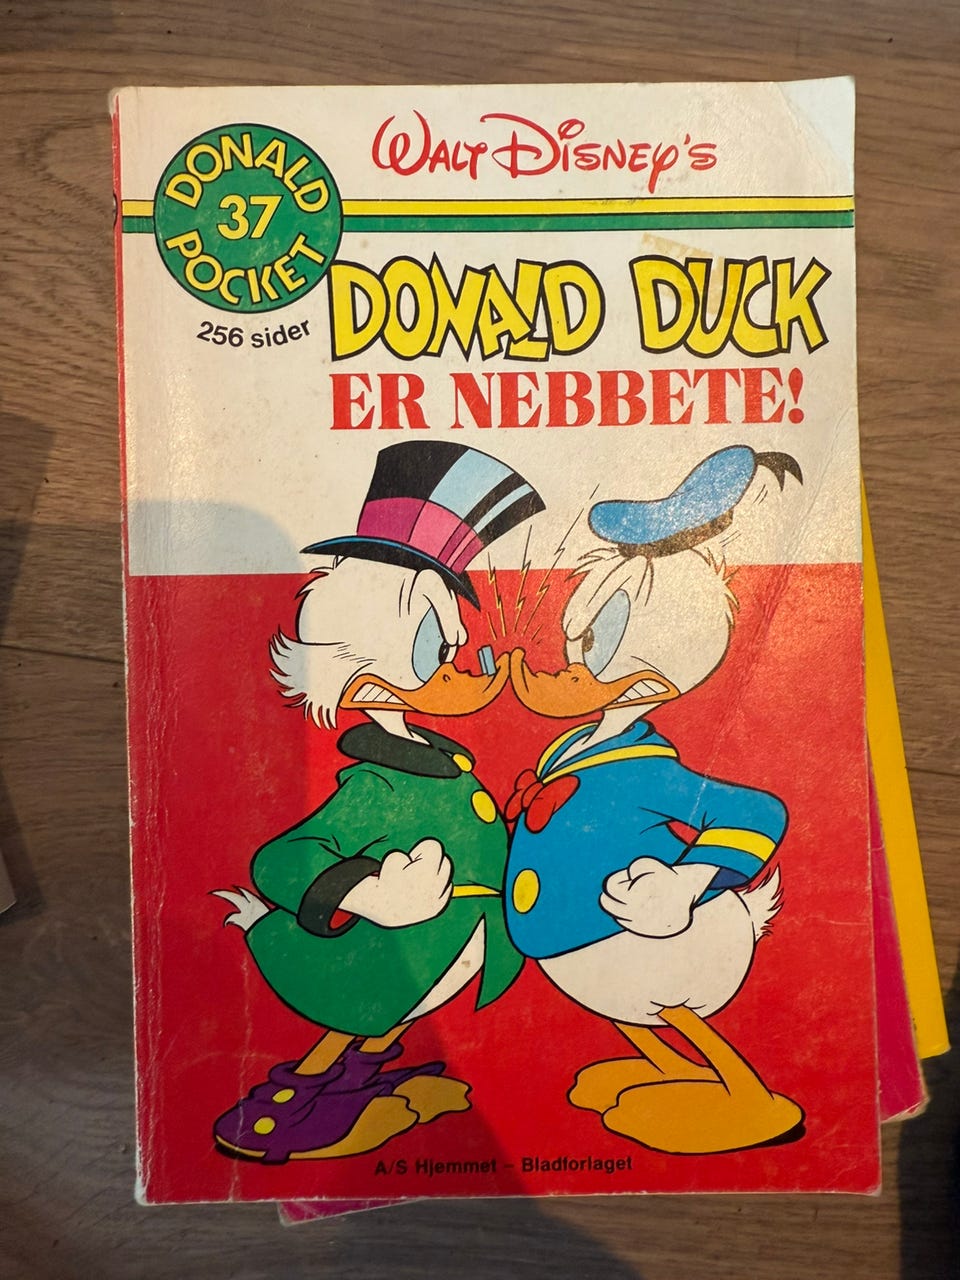 DONALD
37
POCKET
256 sider
WALT DISNEY'S
DONALD DUCK
ER NEBBETE!
A/S Hjemmet – Bladforlaget